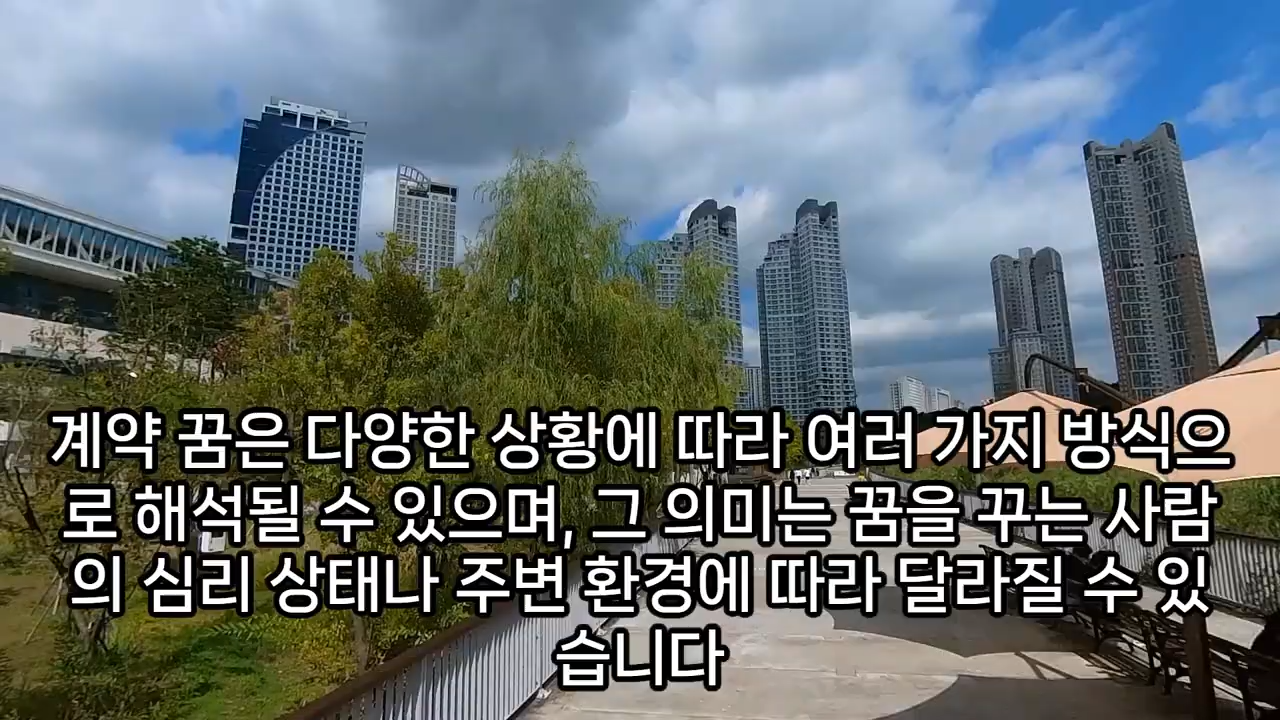 계약 꿈은 다양한 상황에 따라 여러 가지 방식으
로 해석될 수 있으며, 그 의미는 꿈을 꾸는 사람
의 심리 상태나 주변 환경에 따라 달라질 수 있
습니다